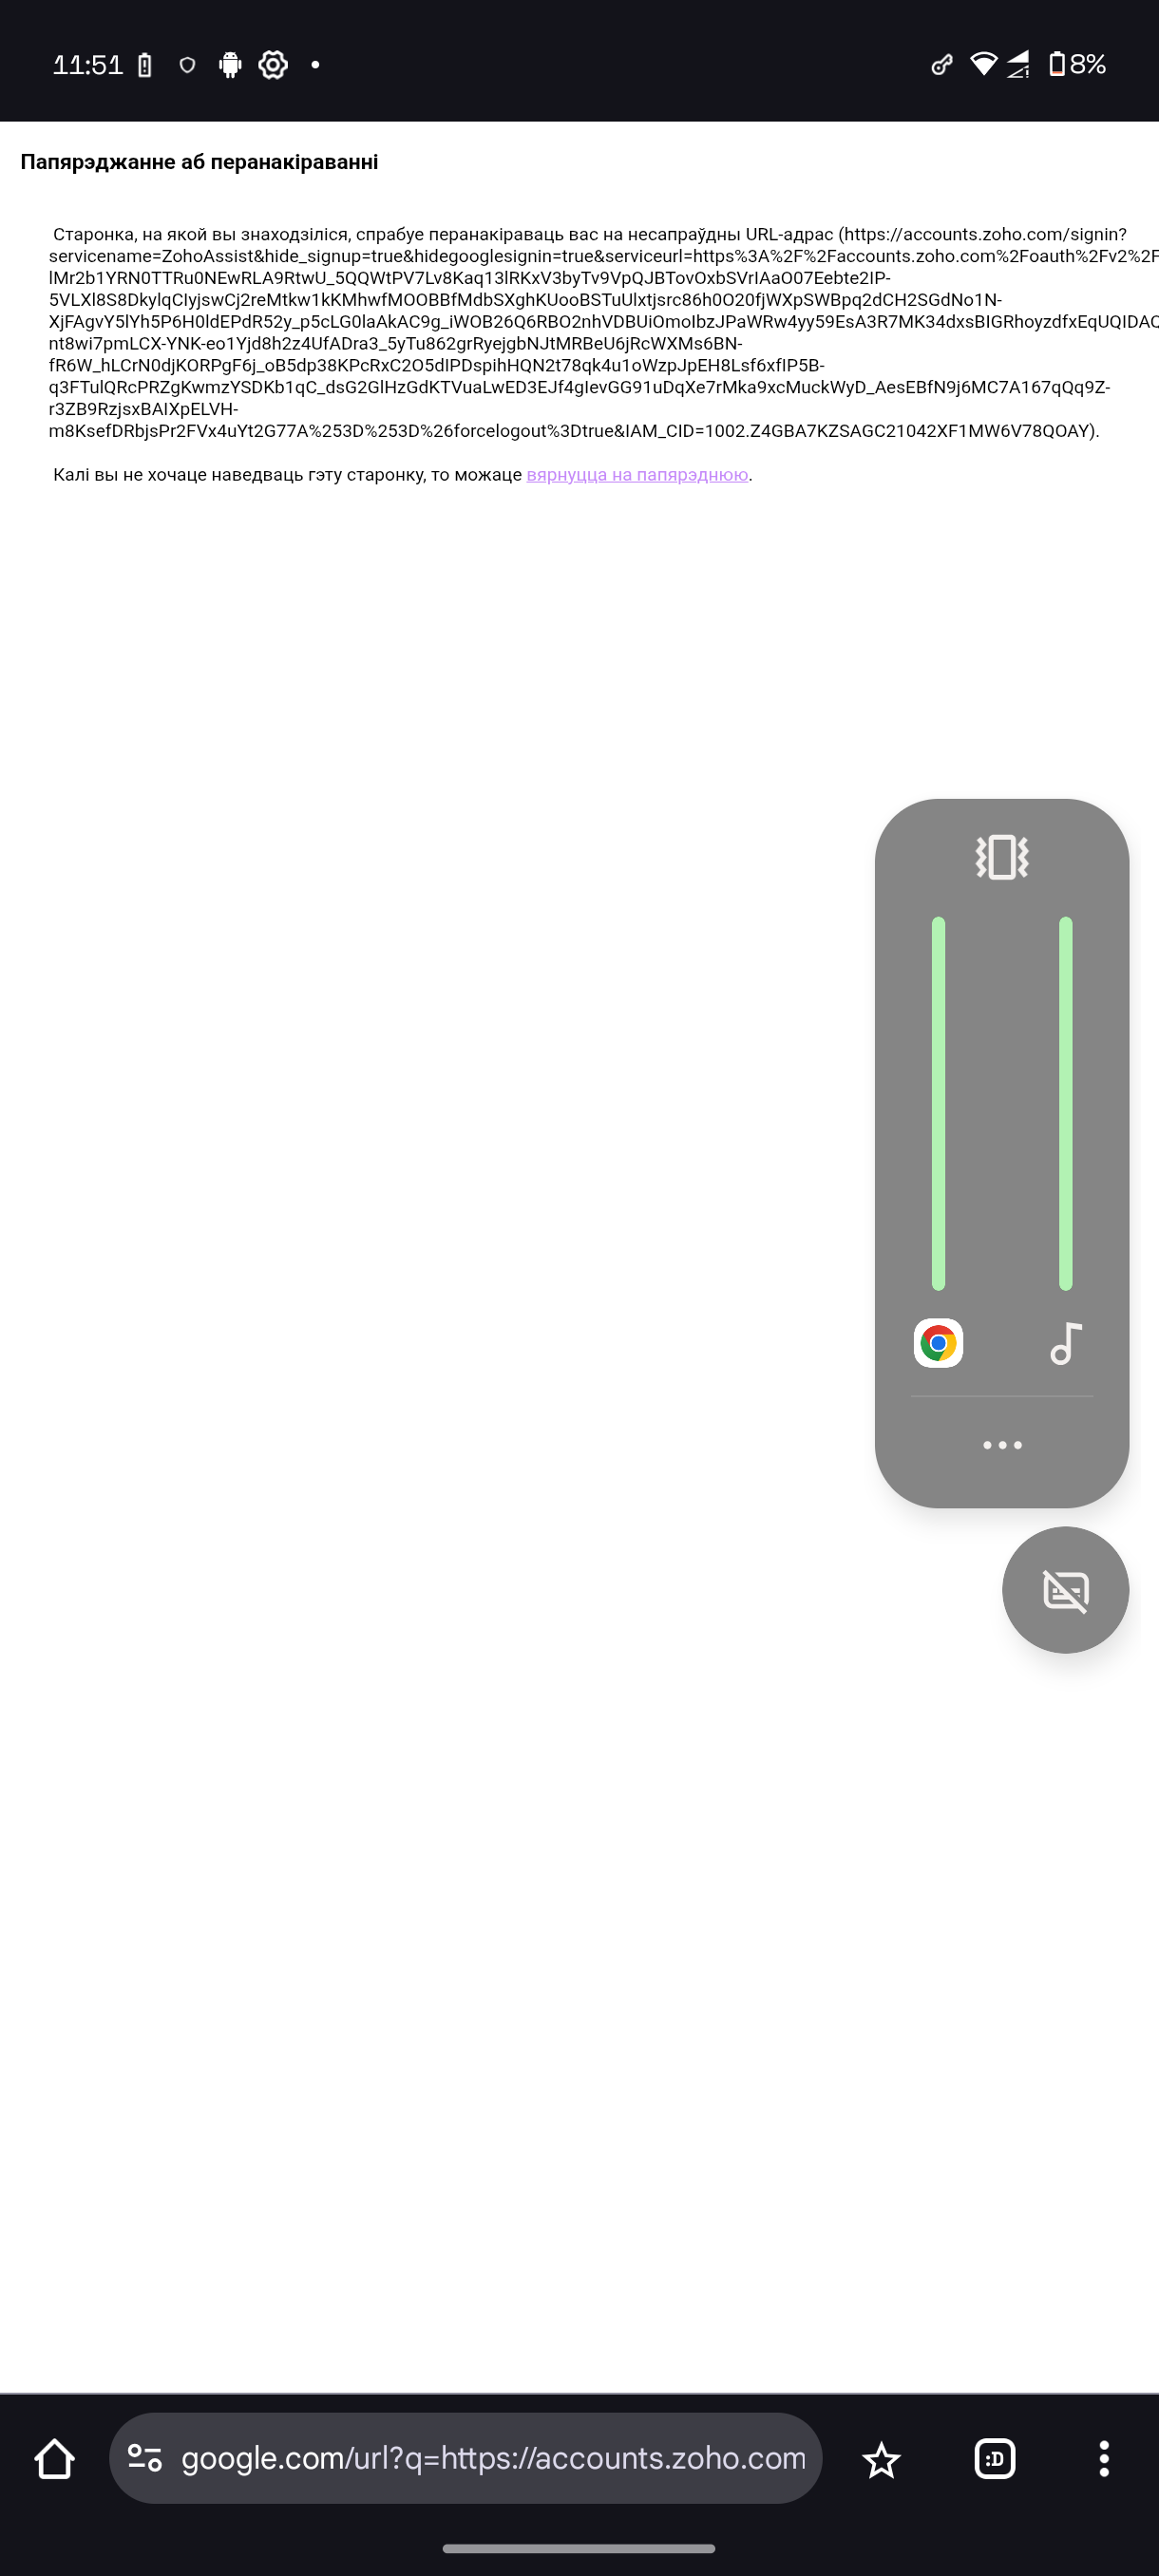 11:51
8%
Папярэджанне аб перанакіраванні
Старонка, на якой вы знаходзіліся, спрабуе перанакіраваць вас на несапраўдны URL-адрас (https://accounts.zoho.com/signin?
servicename=ZohoAssist&hide_signup=true&hidegooglesignin=true&serviceurl=https%3A%2F%2Faccounts.zoho.com%2Foauth%2Fv2%2F
lMr2b1YRN0TTRu0NEwRLA9RtwU_5QQWtPV7Lv8Kaq13lRKxV3byTv9VpQJBTovOxbSVrIAaO07Eebte2IP-
5VLXl8S8DkylqCIyjswCj2reMtkw1kKMhwfMOOBBfMdbSXghKUooBSTuUlxtjsrc86h0O20fjWXpSWBpq2dCH2SGdNo1N-
XjFAgvY5lYh5P6H0ldEPdR52y_p5cLG0laAkAC9g_iWOB26Q6RBO2nhVDBUiOmoIbzJPaWRw4yy59EsA3R7MK34dxsBIGRhoyzdfxEqUQIDAQ
nt8wi7pmLCX-YNK-eo1Yjd8h2z4UfADra3_5yTu862grRyejgbNJtMRBeU6jRcWXMs6BN-
fR6W_hLCrN0djKORPgF6j_oB5dp38KPcRxC2O5dIPDspihHQN2t78qk4u1oWzpJpEH8Lsf6xfIP5B-
q3FTulQRcPRZgKwmzYSDKb1qC_dsG2GlHzGdKTVuaLwED3EJf4gIevGG91uDqXe7rMka9xcMuckWyD_AesEBfN9j6MC7A167qQq9Z-
r3ZB9RzjsxBAIXpELVH-
m8KsefDRbjsPr2FVx4uYt2G77A%253D%253D%26forcelogout%3Dtrue&IAM_CID=1002.Z4GBA7KZSAGC21042XF1MW6V78QOAY).
Калі вы не хочаце наведваць гэту старонку, то можаце вярнуцца на папярэднюю.
google.com/url?q=https://accounts.zoho.com
:D